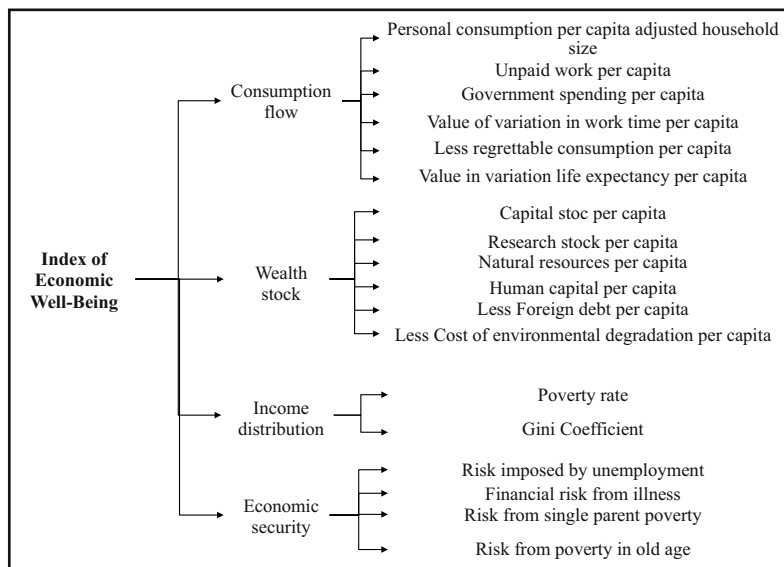 Personal consumption per capita adjusted household
size
Consumption
flow
Unpaid work per capita
Government spending per capita
Value of variation in work time per capita
Less regrettable consumption per capita
Value in variation life expectancy per capita
Index of
Economic
Well-Being
Wealth
stock
Capital stoc per capita
Research stock per capita
Natural resources per capita
Human capital per capita
Less Foreign debt per capita
Less Cost of environmental degradation per capita
Income
distribution
Poverty rate
Gini Coefficient
Economic
security
Risk imposed by unemployment
Financial risk from illness
Risk from single parent poverty
Risk from poverty in old age